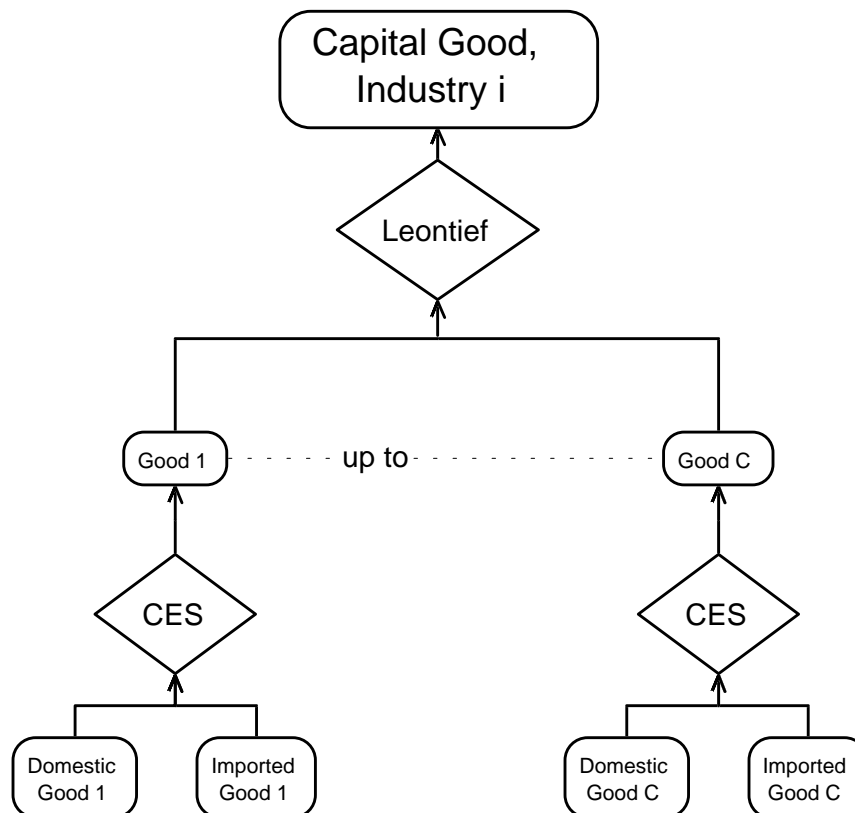 Capital Good,
Industry i
Leontief
Good 1
up to
Good C
CES
CES
Domestic
Good 1
Imported
Good 1
Domestic
Good C
Imported
Good C